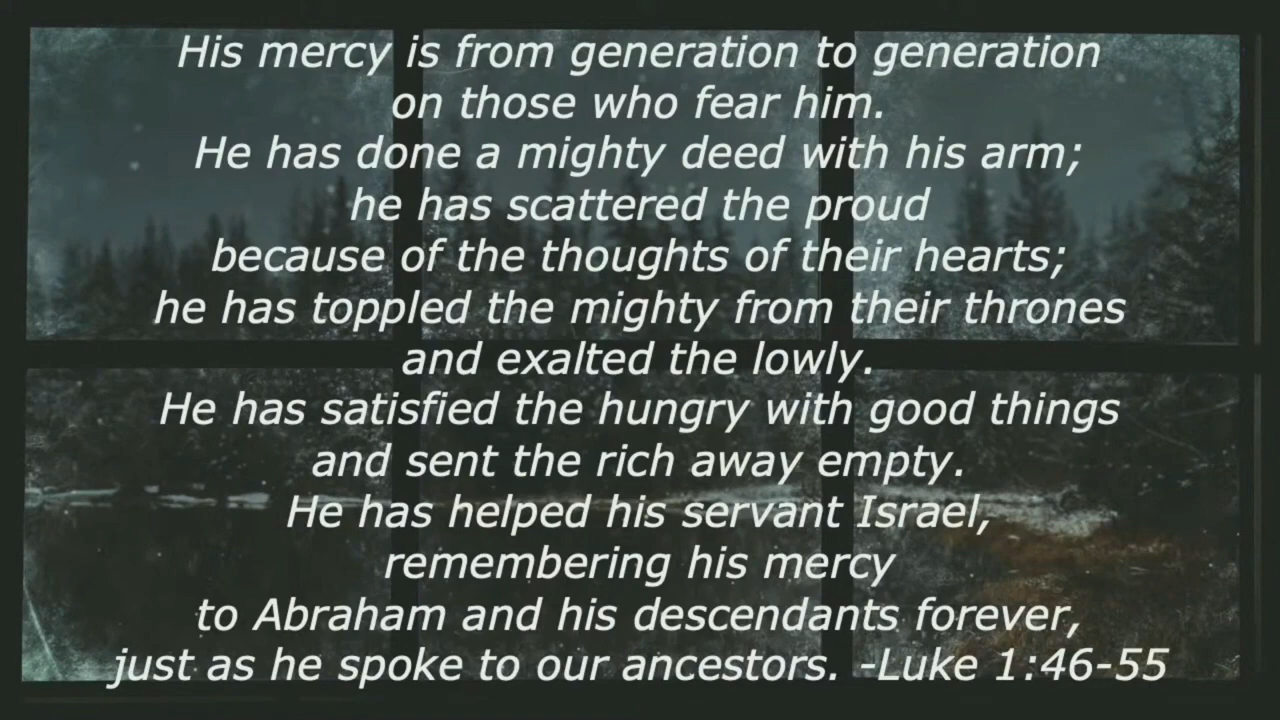 His mercy is from generation to generation
on those who fear him.
He has done a mighty deed with his arm;
he has scattered the proud
because of the thoughts of their hearts;
he has toppled the mighty from their thrones
and exalted the lowly.
He has satisfied the hungry with good things
and sent the rich away empty.
He has helped his servant Israel,
remembering his mercy
to Abraham and his descendants forever,
just as he spoke to our ancestors. -Luke 1:46-55